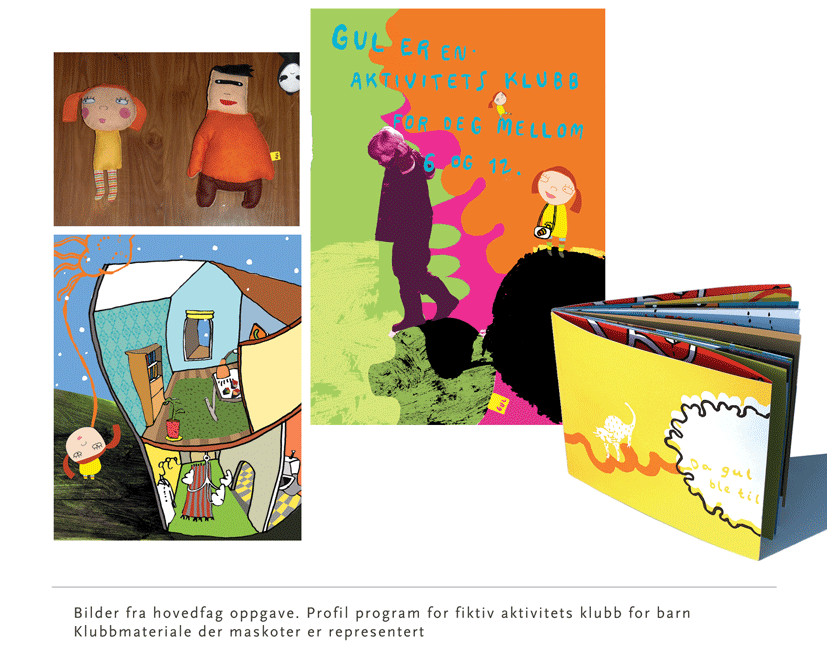 GUL ER EN
AKTIVITETS KLUBB
FOR DEG MELLOM
6 OG 12.
GUL
Da gul
ble til
Bilder fra hovedfag oppgave. Profil program for fiktiv aktivitets klubb for barn
Klubbmateriale der maskoter er representert